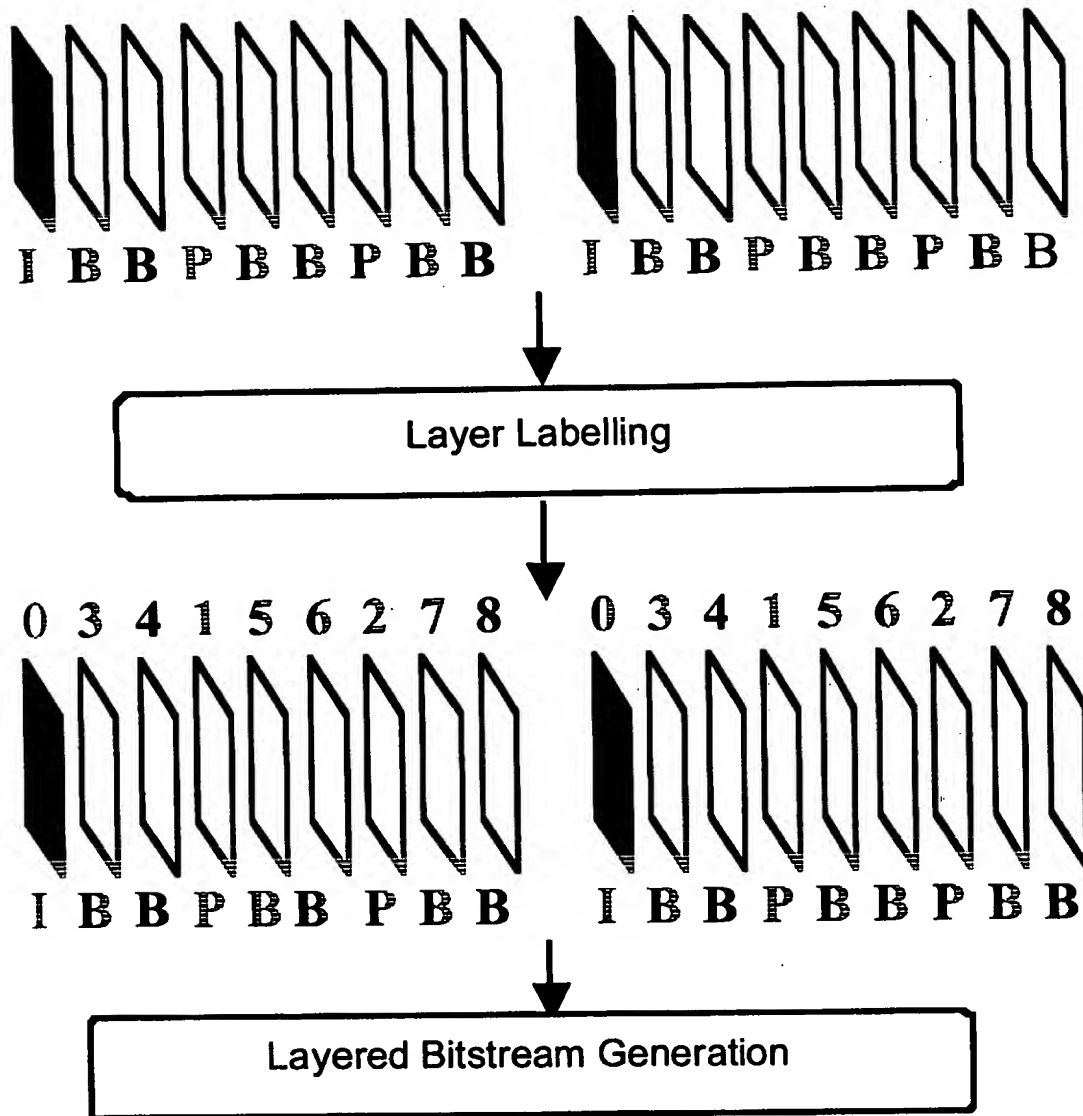 I B B P B B P B B I B B P B B P B B
Layer Labelling
0 3 4 1 5 6 2 7 8 0 3 4 1 5 6 2 7 8
I B B P B B P B B I B B P B B P B B
Layered Bitstream Generation